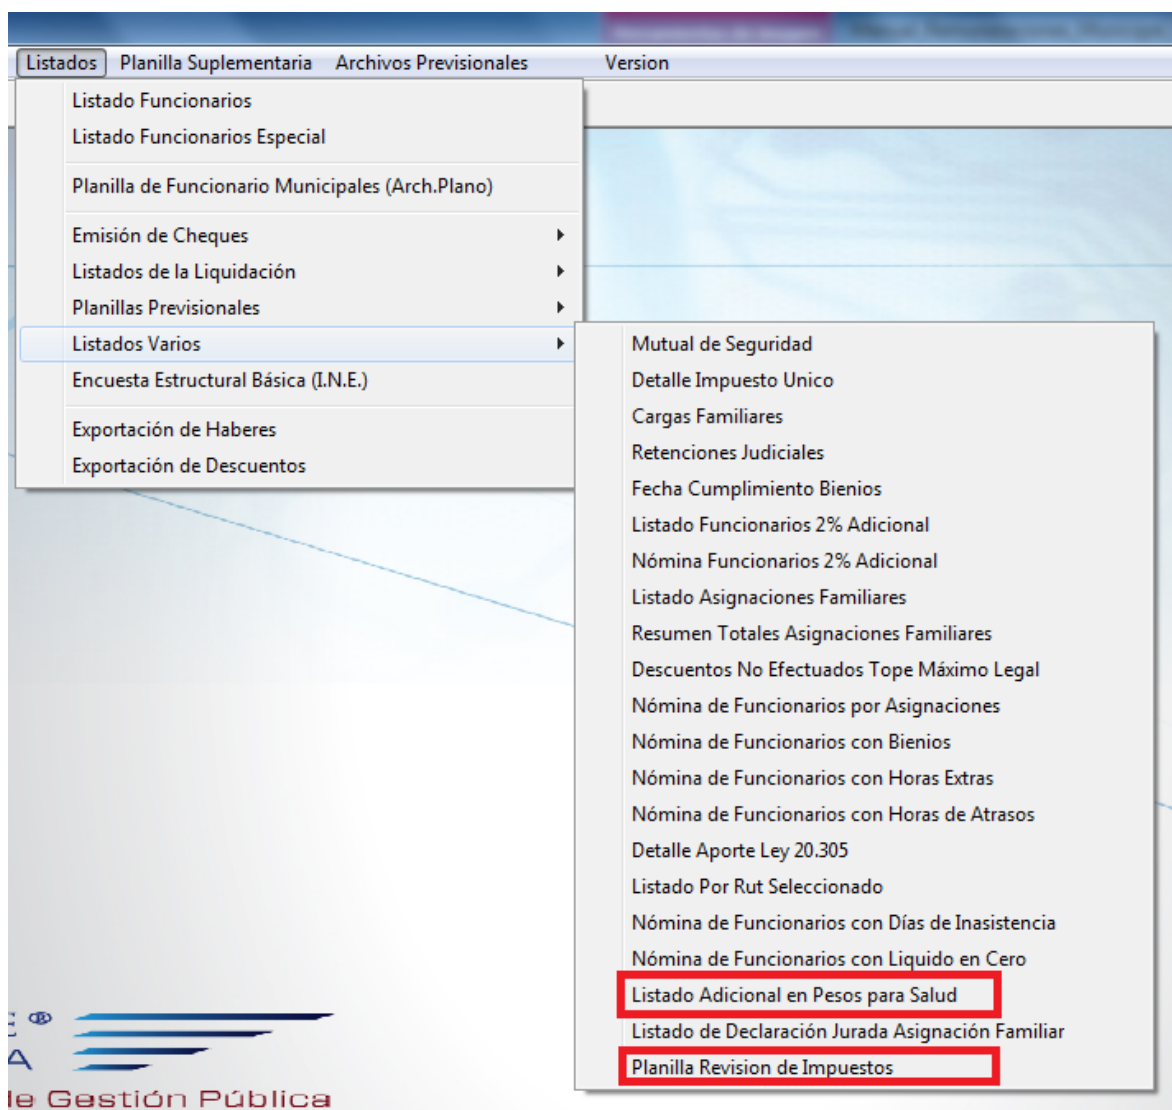 Listados Planilla Suplementaria Archivos Previsionales Version
Listado Funcionarios
Listado Funcionarios Especial
Planilla de Funcionario Municipales (Arch.Plano)
Emisión de Cheques
Listados de la Liquidación
Planillas Previsionales
Listados Varios
Encuesta Estructural Básica (I.N.E.)
Exportación de Haberes
Exportación de Descuentos
Mutual de Seguridad
Detalle Impuesto Unico
Cargas Familiares
Retenciones Judiciales
Fecha Cumplimiento Bienios
Listado Funcionarios 2% Adicional
Nómina Funcionarios 2% Adicional
Listado Asignaciones Familiares
Resumen Totales Asignaciones Familiares
Descuentos No Efectuados Tope Máximo Legal
Nómina de Funcionarios por Asignaciones
Nómina de Funcionarios con Bienios
Nómina de Funcionarios con Horas Extras
Nómina de Funcionarios con Horas de Atrasos
Detalle Aporte Ley 20.305
Listado Por Rut Seleccionado
Nómina de Funcionarios con Días de Inasistencia
Nómina de Funcionarios con Liquido en Cero
Listado Adicional en Pesos para Salud
Listado de Declaración Jurada Asignación Familiar
Planilla Revision de Impuestos
®
A
de Gestión Pública